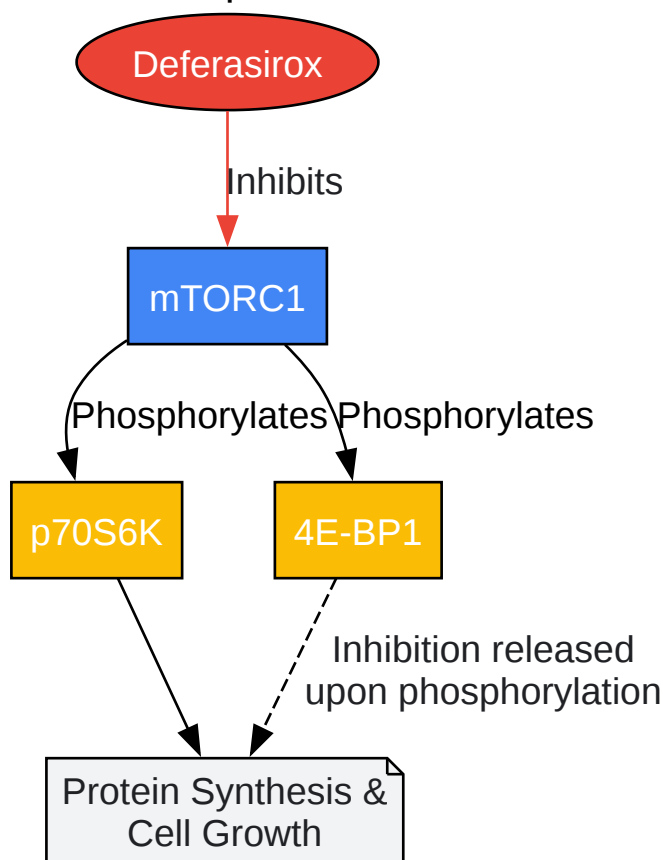 Deferasirox
Inhibits
mTORC1
Phosphorylates Phosphorylates
p70S6K
4E-BP1
Inhibition released
upon phosphorylation
Protein Synthesis &
Cell Growth